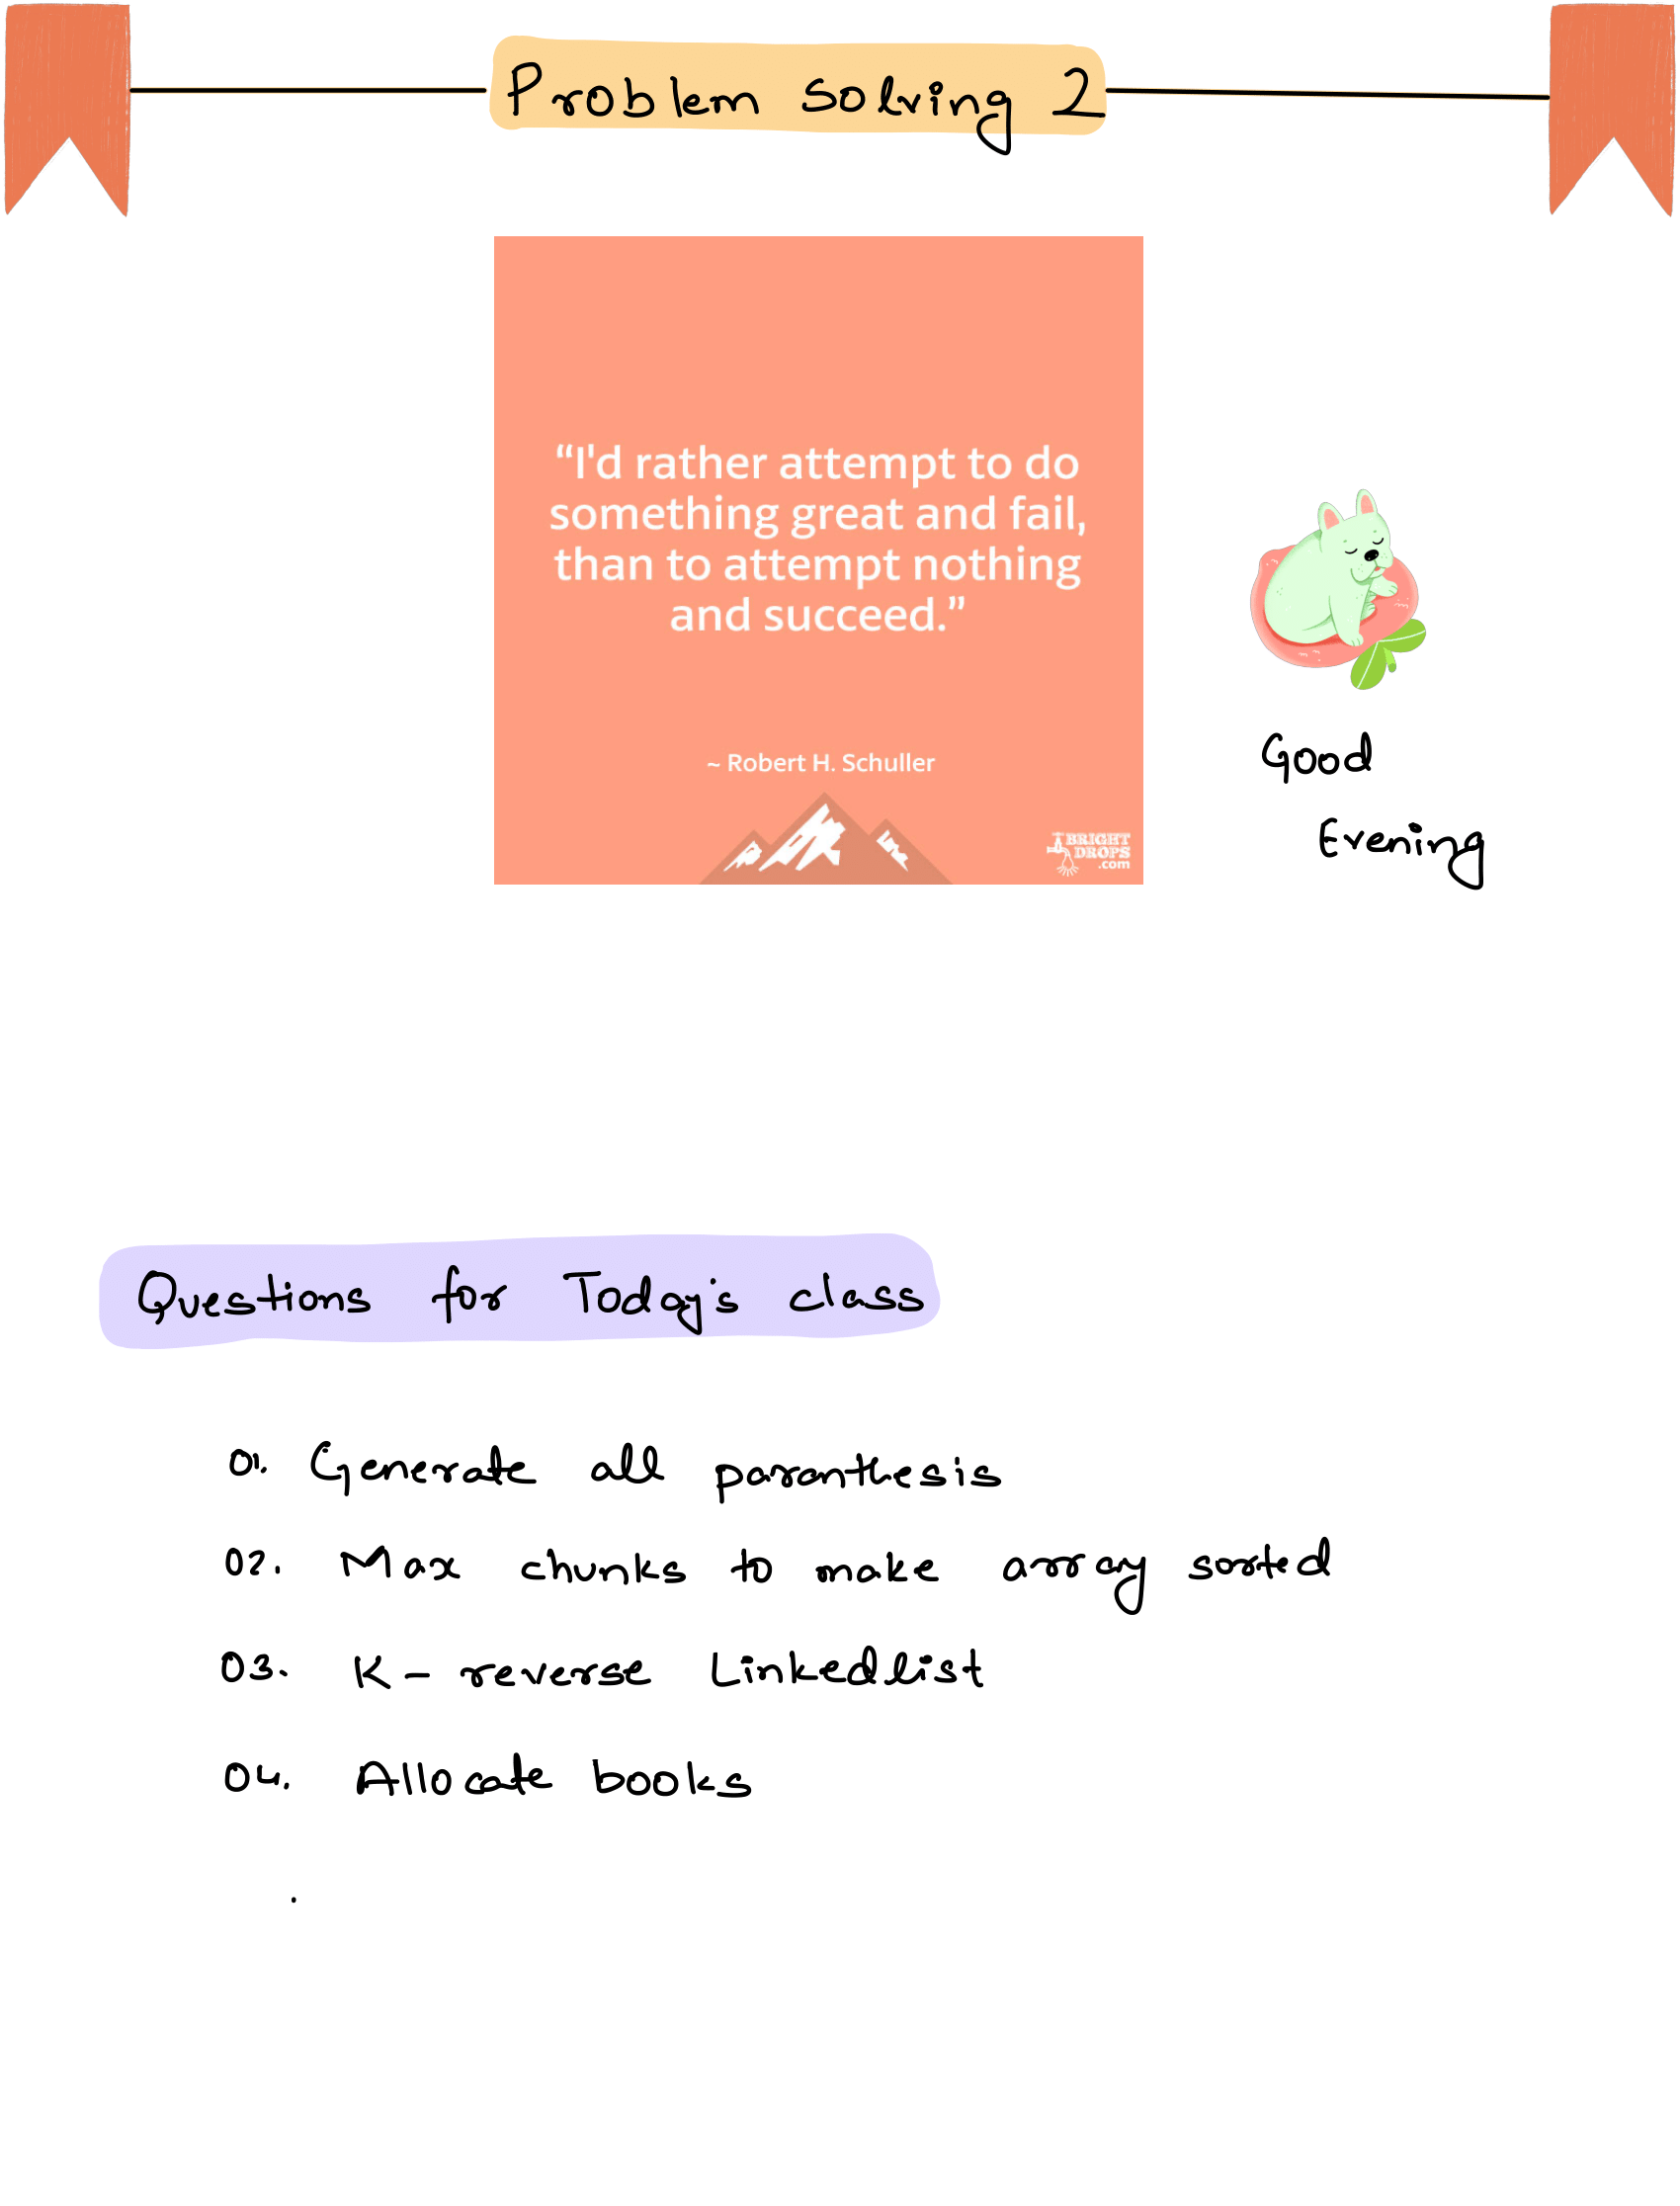 Problem Solving 2
“I'd rather attempt to do
something great and fail,
than to attempt nothing
and succeed.”
~ Robert H. Schuller
BRIGHT
DROPS
.com
Good
Evening
Questions for Today's class
01. Generate all paranthesis
02. Max chunks to make array sorted
03. K- reverse Linkedlist
04. Allocate books